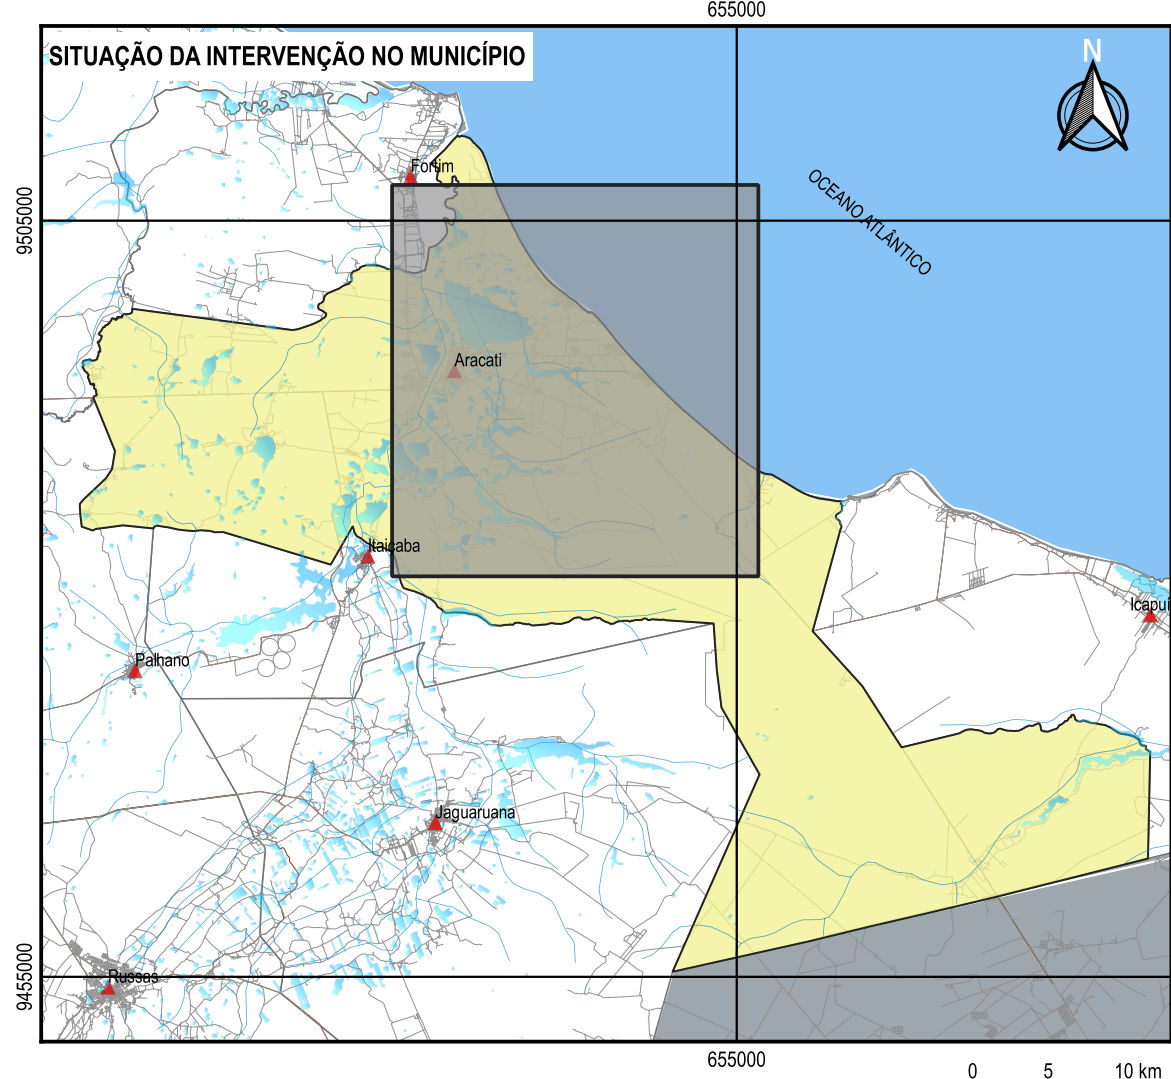 655000
SITUAÇÃO DA INTERVENÇÃO NO MUNICÍPIO
N
Fortim
OCEANO ATLÂNTICO
9505000
Aracati
Itaiçaba
Icapuí
Palhano
Jaguaruana
Russas
9455000
655000
0 5 10 km